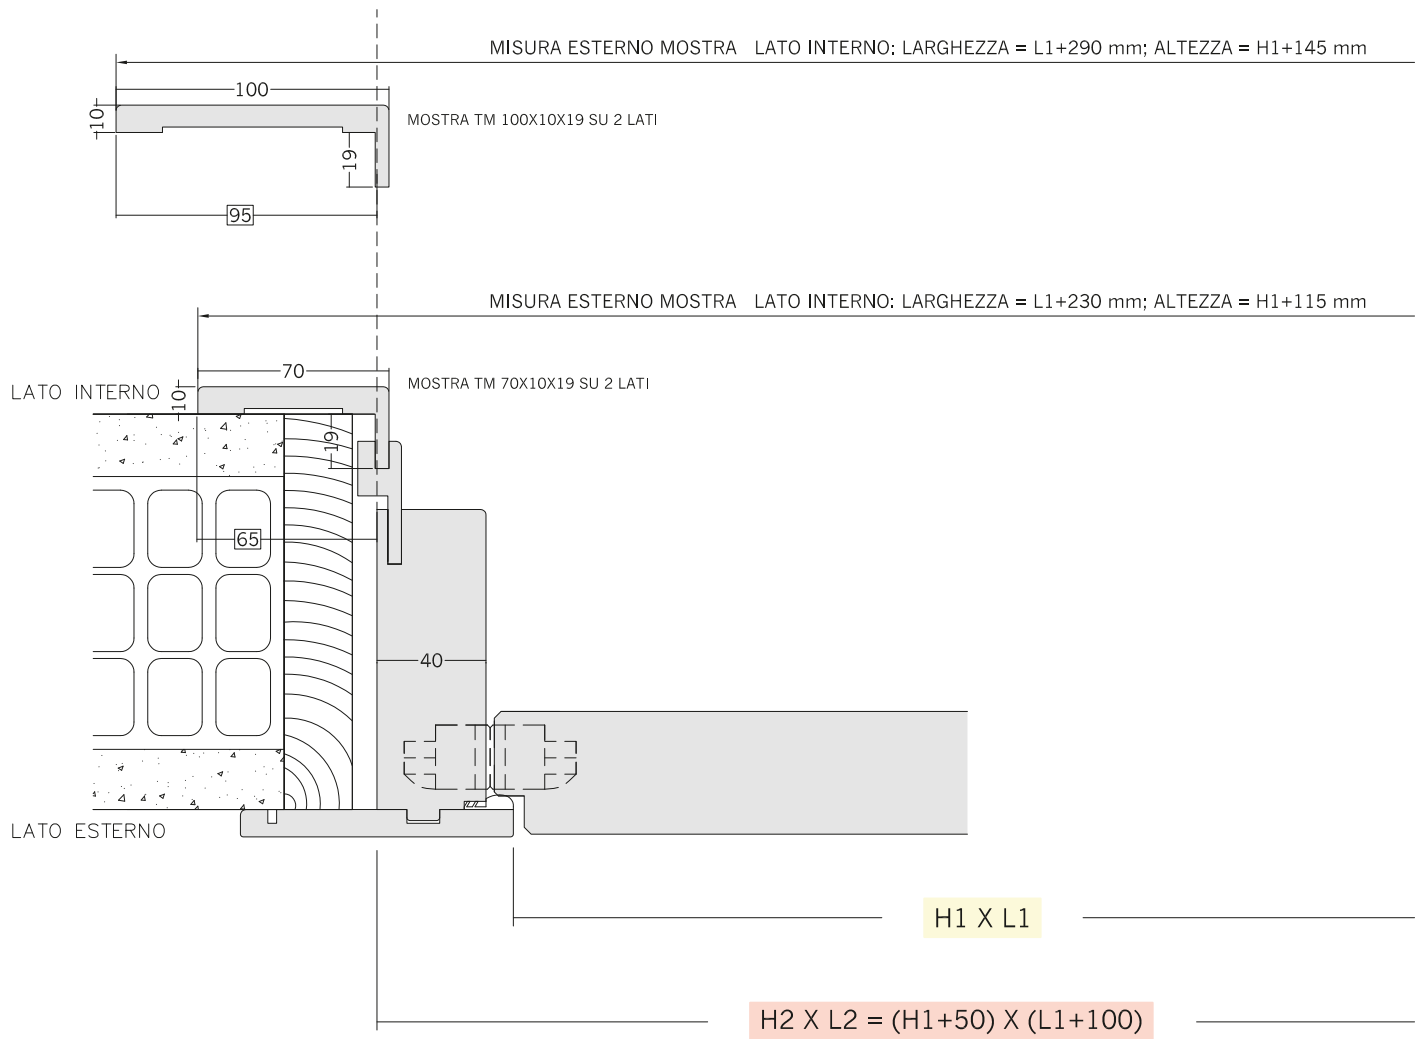 MISURA ESTERNO MOSTRA LATO INTERNO: LARGHEZZA = L1+290 mm; ALTEZZA = H1+145 mm
100
10
MOSTRA TM 100X10X19 SU 2 LATI
19
95
MISURA ESTERNO MOSTRA LATO INTERNO: LARGHEZZA = L1+230 mm; ALTEZZA = H1+115 mm
70
LATO INTERNO
10
MOSTRA TM 70X10X19 SU 2 LATI
19
65
40
LATO ESTERNO
H1 X L1
H2 X L2 = (H1+50) X (L1+100)